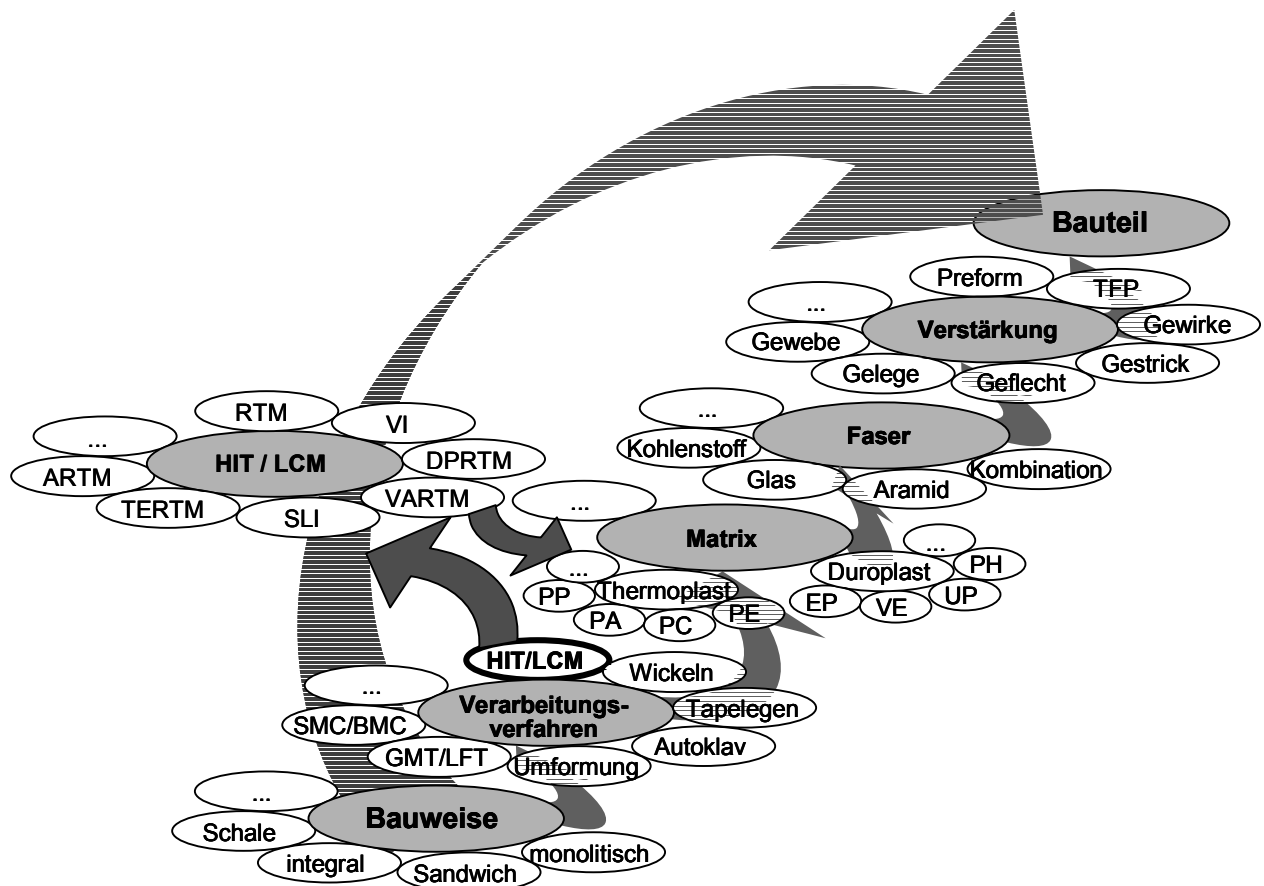 Bauteil
Preform
TFP
...
Verstärkung
Gewirke
Gewebe
Gestrick
Gelege
Geflecht
...
Faser
Kohlenstoff
Kombination
Glas
Aramid
RTM
VI
...
HIT / LCM
DPRTM
ARTM
VARTM
TERTM
SLI
...
Matrix
...
Thermoplast
PP
PA
PC
PE
...
Duroplast
PH
EP
VE
UP
HIT/LCM
Wickeln
...
Verarbeitungs-
verfahren
Tapelegen
SMC/BMC
Autoklav
GMT/LFT
Umformung
...
Bauweise
Schale
monolitisch
integral
Sandwich